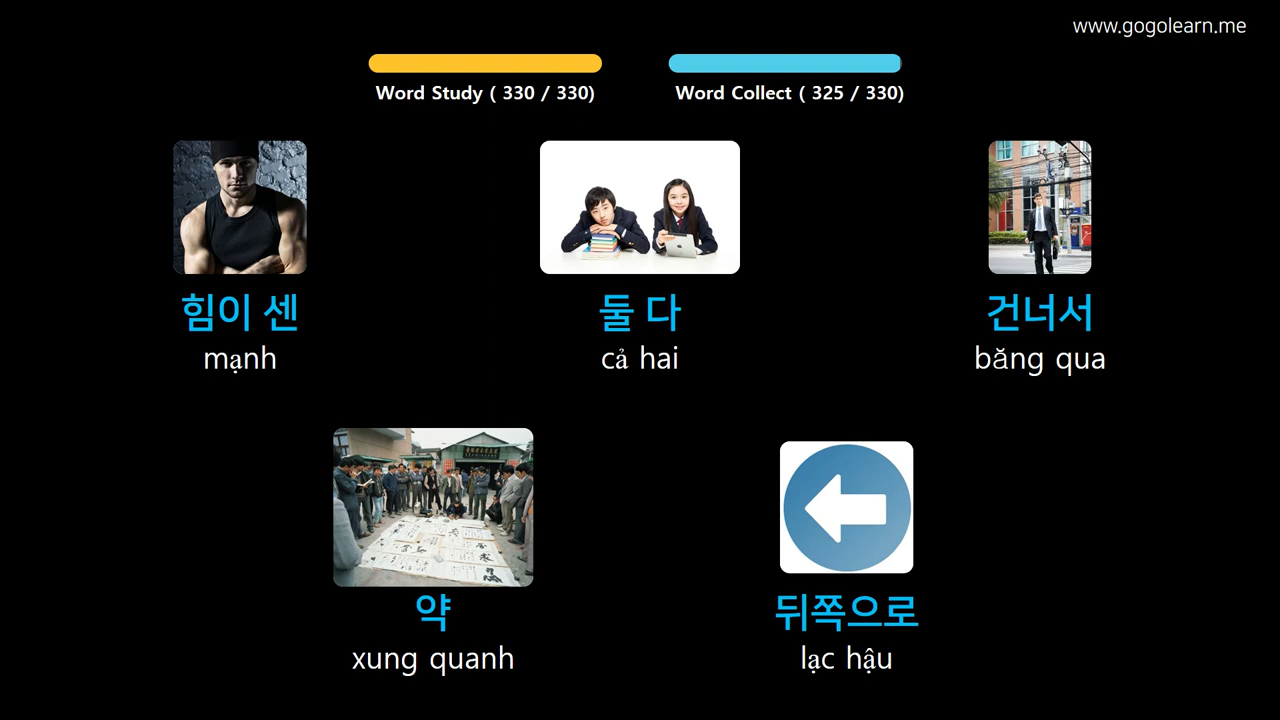 www.gogolearn.me
Word Study ( 330 / 330)
Word Collect ( 325 / 330)
힘이 센
mạnh
둘 다
cả hai
건너서
băng qua
약
xung quanh
뒤쪽으로
lạc hậu